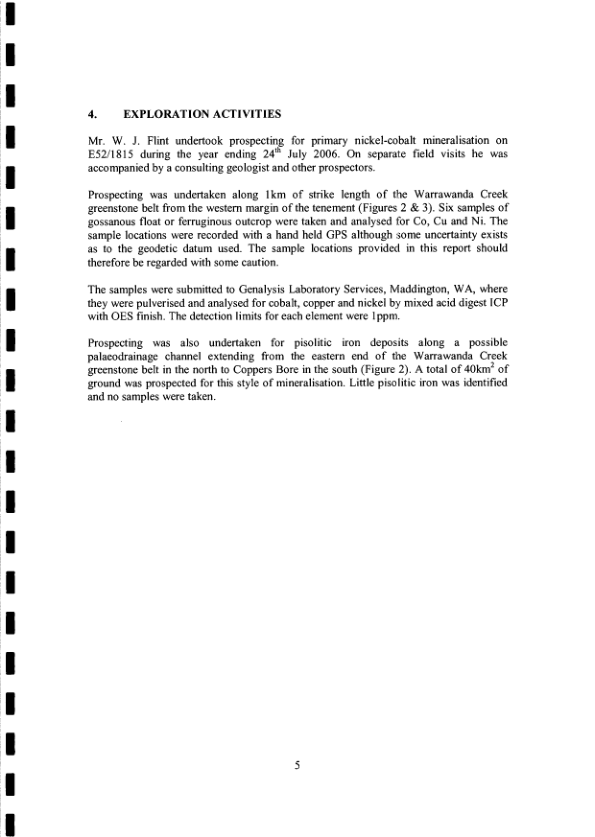 4. EXPLORATION ACTIVITIES
Mr. W. J. Flint undertook prospecting for primary nickel-cobalt mineralisation on
E52/1815 during the year ending 24th July 2006. On separate field visits he was
accompanied by a consulting geologist and other prospectors.
Prospecting was undertaken along 1km of strike length of the Warrawanda Creek
greenstone belt from the western margin of the tenement (Figures 2 & 3). Six samples of
gossanous float or ferruginous outcrop were taken and analysed for Co, Cu and Ni. The
sample locations were recorded with a hand held GPS although some uncertainty exists
as to the geodetic datum used. The sample locations provided in this report should
therefore be regarded with some caution.
The samples were submitted to Genalysis Laboratory Services, Maddington, WA, where
they were pulverised and analysed for cobalt, copper and nickel by mixed acid digest ICP
with OES finish. The detection limits for each element were 1ppm.
Prospecting was also undertaken for pisolitic iron deposits along a possible
palaeodrainage channel extending from the eastern end of the Warrawanda Creek
greenstone belt in the north to Coppers Bore in the south (Figure 2). A total of 40km² of
ground was prospected for this style of mineralisation. Little pisolitic iron was identified
and no samples were taken.
5